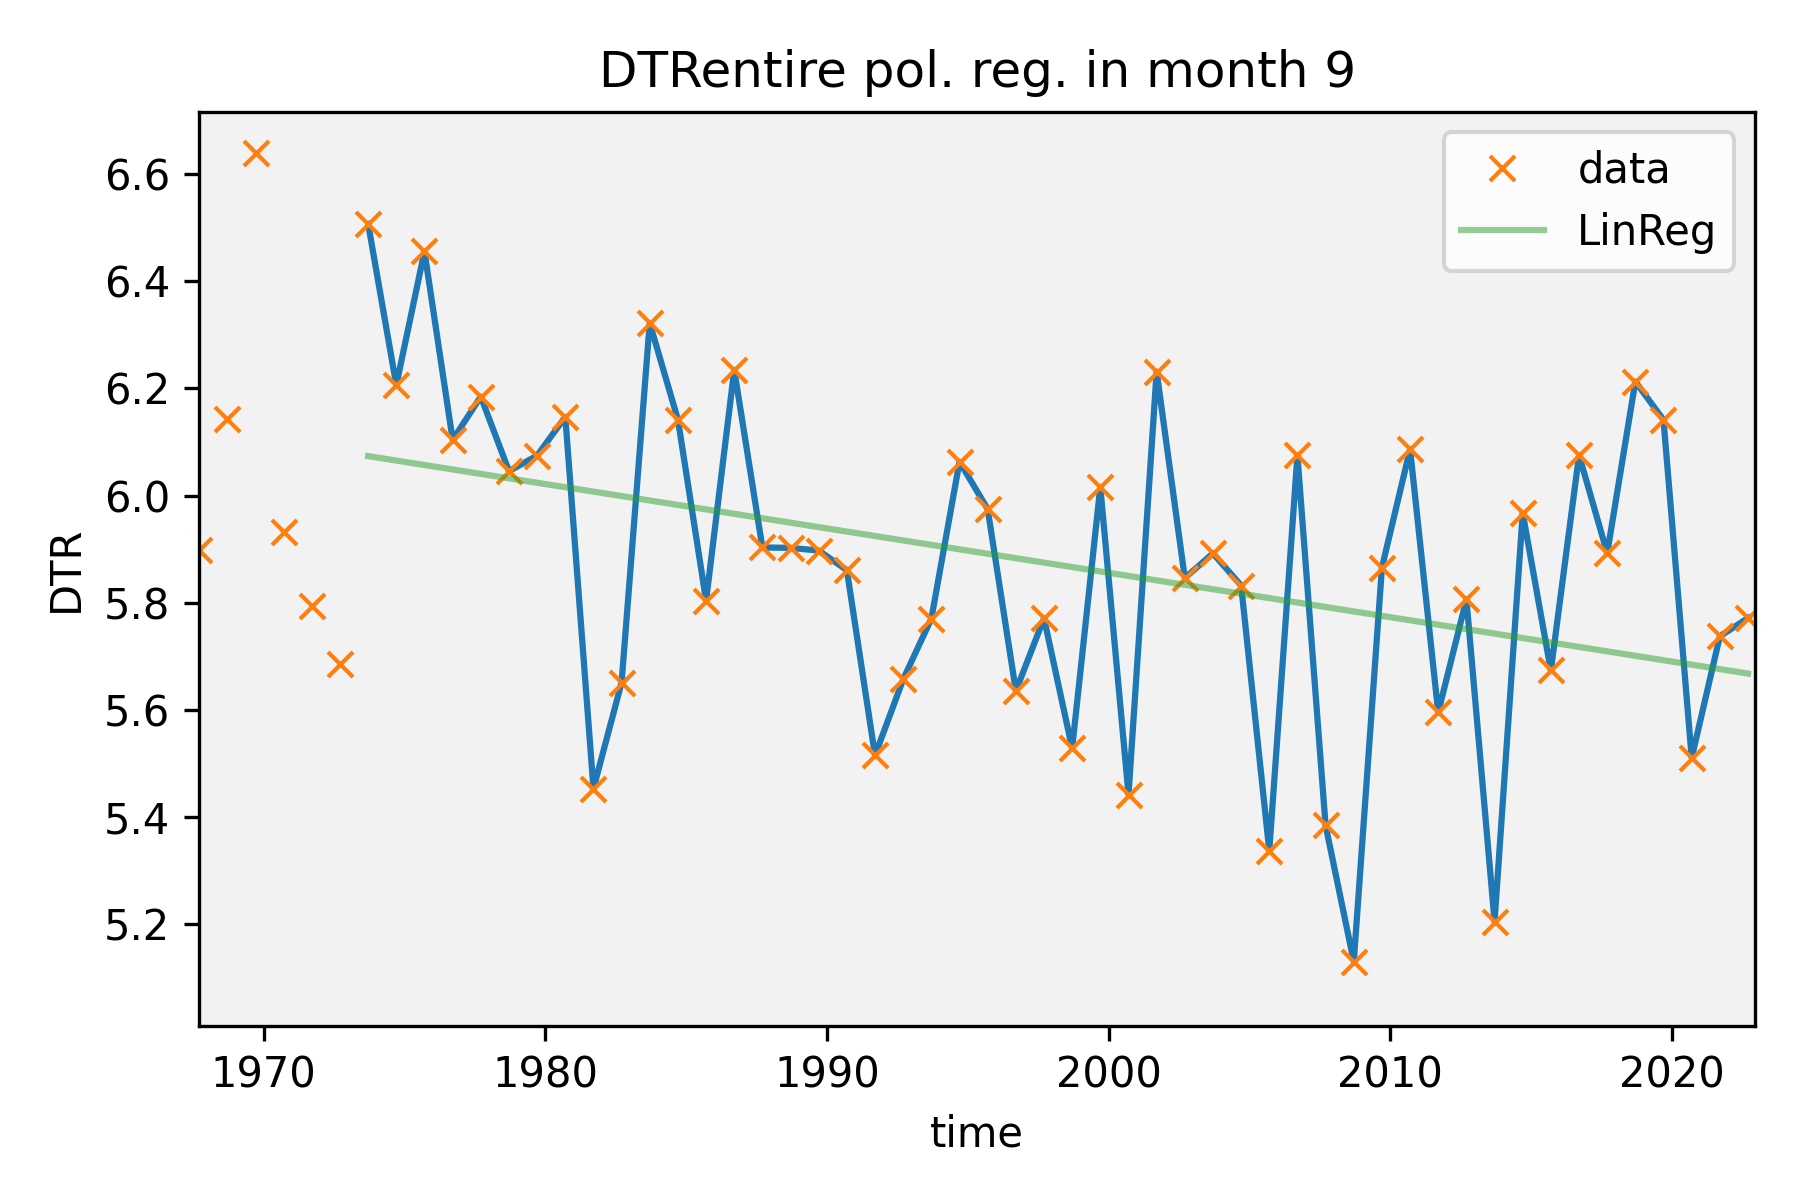 DTRentire pol. reg. in month 9
data
LinReg
6.6
6.4
6.2
6.0
5.8
5.6
5.4
5.2
DTR
1970 1980 1990 2000 2010 2020
time